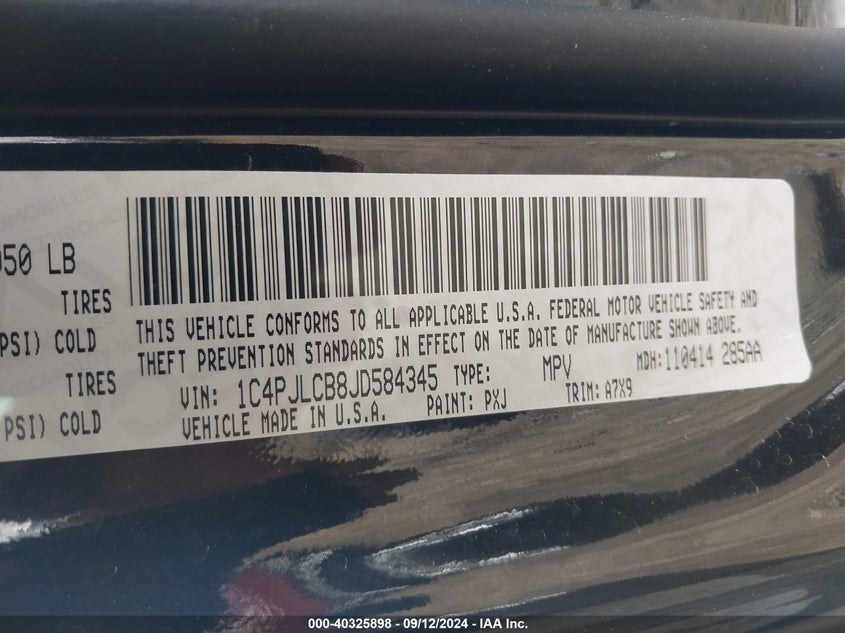 050 LB
TIRES
PSI) COLD
TIRES
PSI) COLD
THIS VEHICLE CONFORMS TO ALL APPLICABLE U.S.A. FEDERAL MOTOR VEHICLE SAFETY AND
THEFT PREVENTION STANDARDS IN EFFECT ON THE DATE OF MANUFACTURE SHOWN ABOVE.
VIN: 1C4PJLCB8JD584345 TYPE: MPV MDH:110414 285AA
VEHICLE MADE IN U.S.A. PAINT: PXJ TRIM: A7X9
000-40325898 - 09/12/2024 - IAA Inc.